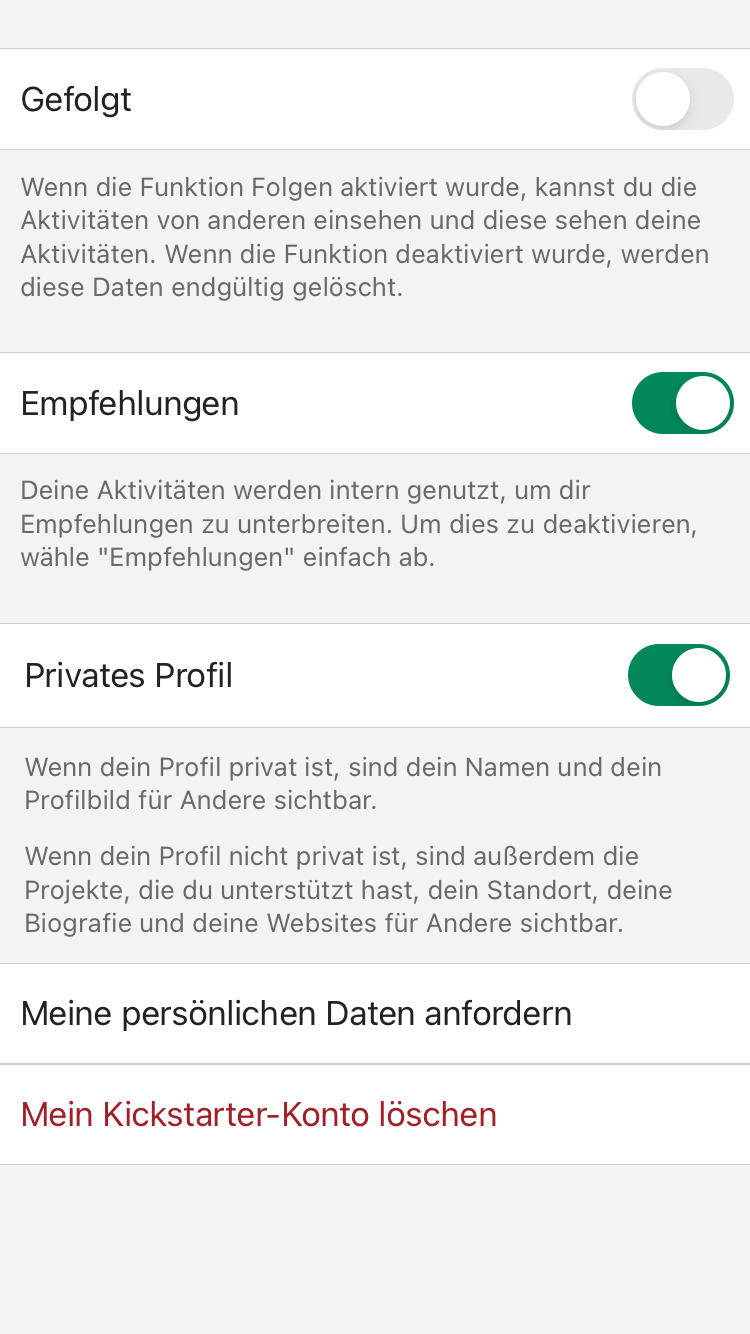 Gefolgt
Wenn die Funktion Folgen aktiviert wurde, kannst du die
Aktivitäten von anderen einsehen und diese sehen deine
Aktivitäten. Wenn die Funktion deaktiviert wurde, werden
diese Daten endgültig gelöscht.
Empfehlungen
Deine Aktivitäten werden intern genutzt, um dir
Empfehlungen zu unterbreiten. Um dies zu deaktivieren,
wähle "Empfehlungen" einfach ab.
Privates Profil
Wenn dein Profil privat ist, sind dein Namen und dein
Profilbild für Andere sichtbar.
Wenn dein Profil nicht privat ist, sind außerdem die
Projekte, die du unterstützt hast, dein Standort, deine
Biografie und deine Websites für Andere sichtbar.
Meine persönlichen Daten anfordern
Mein Kickstarter-Konto löschen